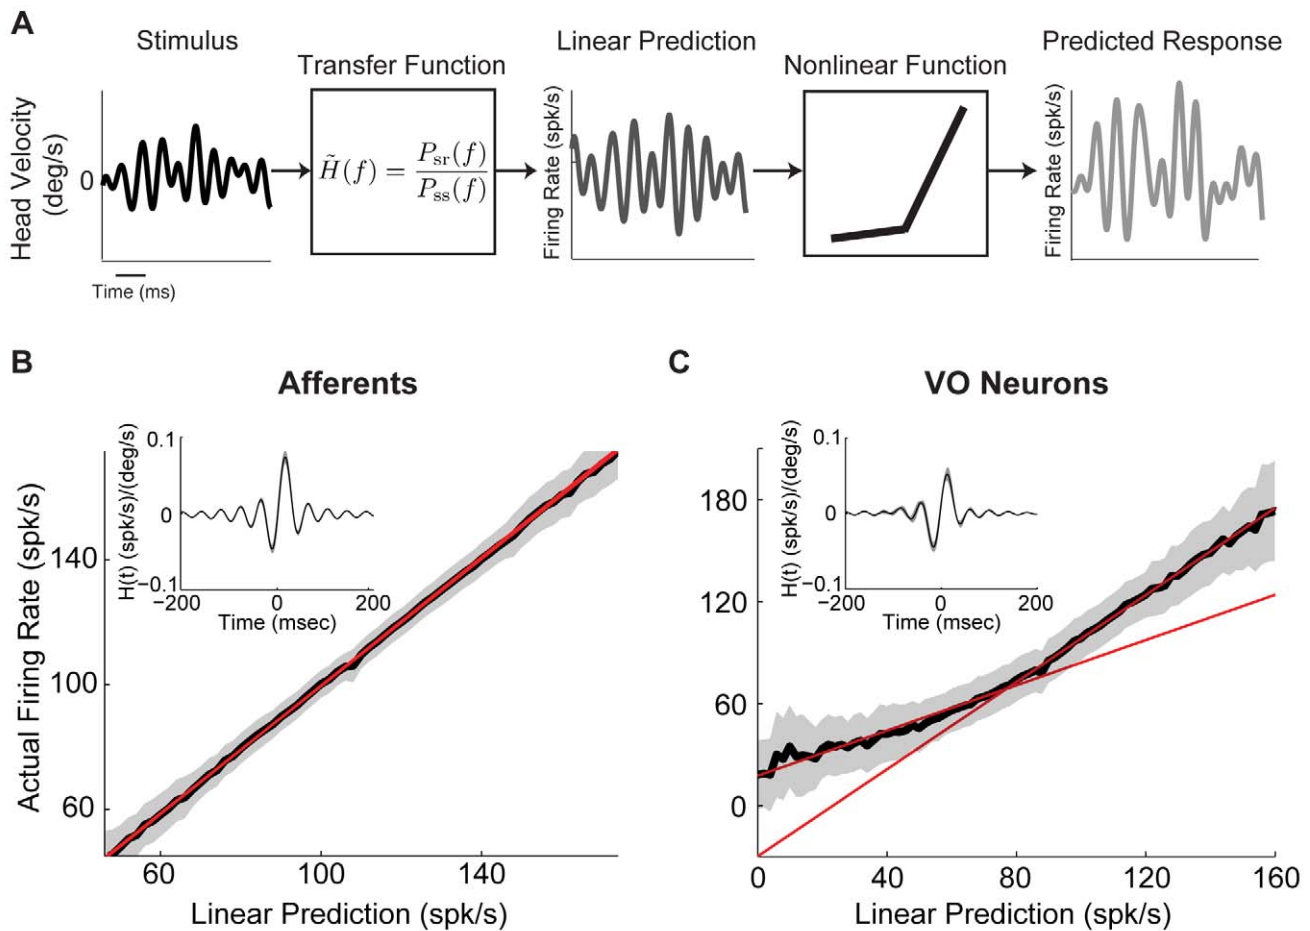 A
Stimulus
Transfer Function
Linear Prediction
Nonlinear Function
Predicted Response
Head Velocity
(deg/s)
0
Time (ms)
H̃(f) = Psr(f) / Pss(f)
Firing Rate (spk/s)
Firing Rate (spk/s)
B
Afferents
Actual Firing Rate (spk/s)
140
100
60
60 100 140
Linear Prediction (spk/s)
H(t) (spk/s)/(deg/s)
0.1
0
−0.1
−200 0 200
Time (msec)
C
VO Neurons
180
120
60
0
0 40 80 120 160
Linear Prediction (spk/s)
H(t) (spk/s)/(deg/s)
0.1
0
−0.1
−200 0 200
Time (msec)